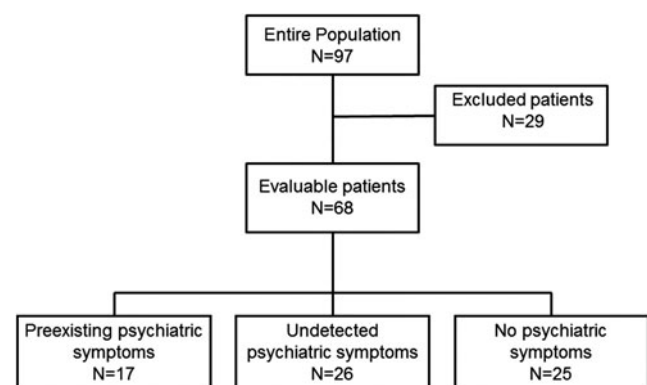 Entire Population
N=97
Excluded patients
N=29
Evaluable patients
N=68
Preexisting psychiatric
symptoms
N=17
Undetected
psychiatric symptoms
N=26
No psychiatric
symptoms
N=25